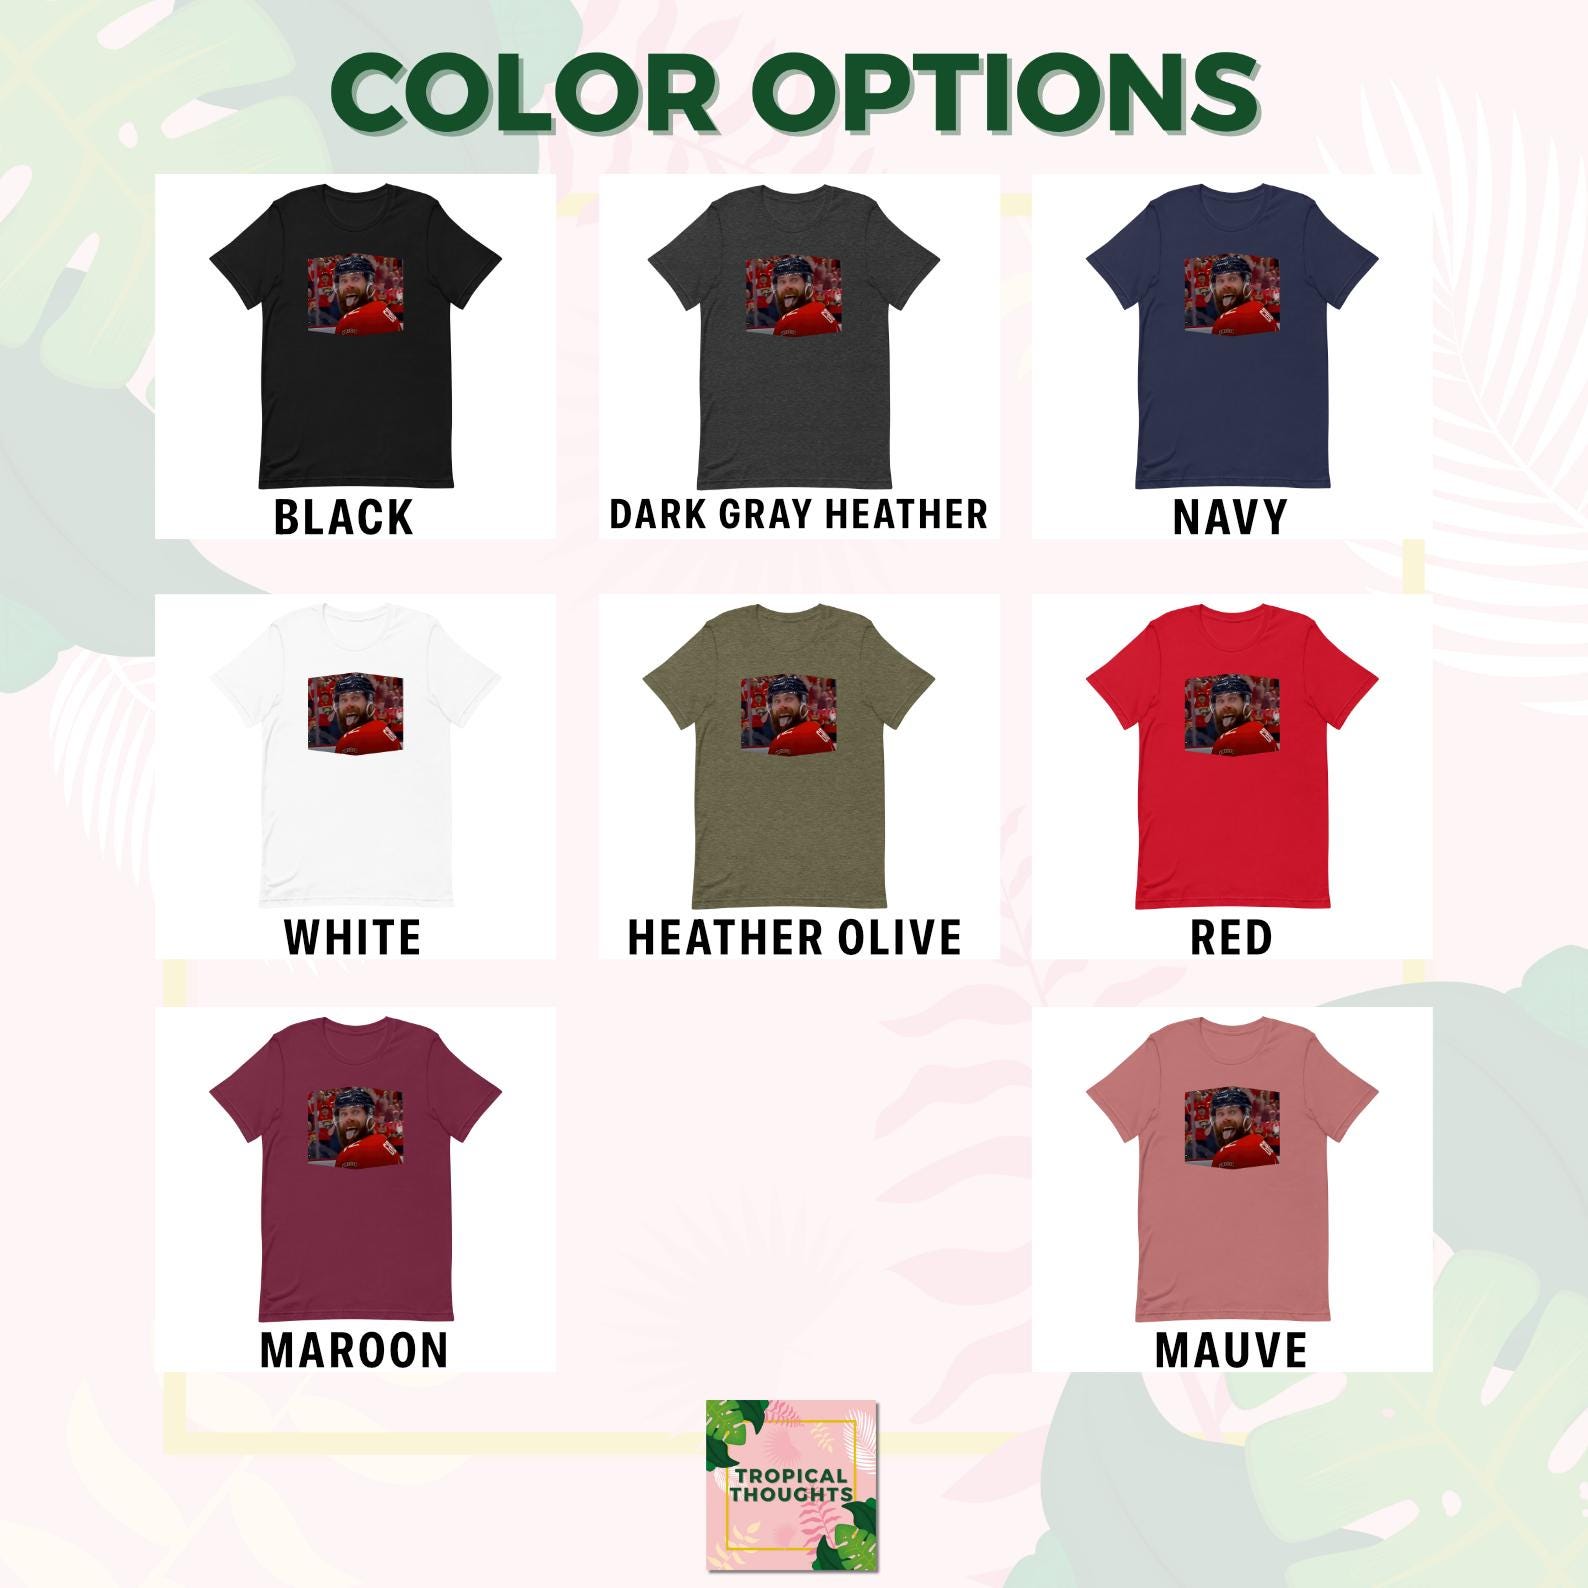 COLOR OPTIONS
BLACK
DARK GRAY HEATHER
NAVY
WHITE
HEATHER OLIVE
RED
MAROON
MAUVE
TROPICAL
THOUGHTS